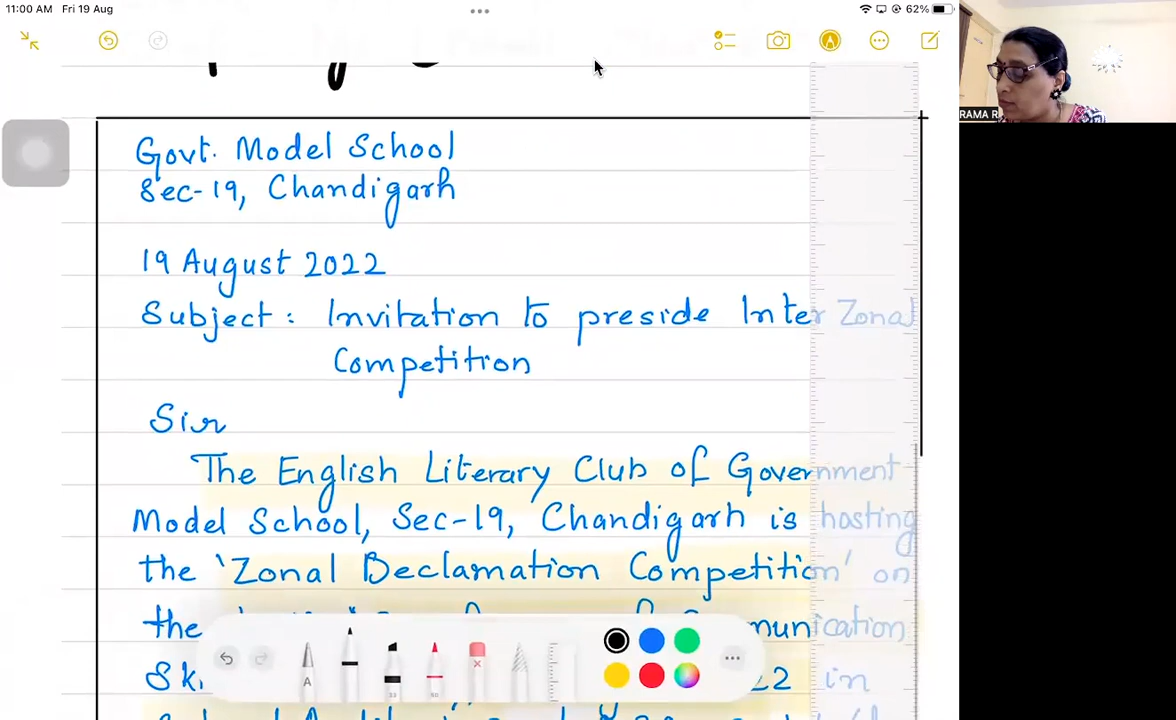 11:00 AM Fri 19 Aug
62%
RAMA R
Govt. Model School
Sec-19, Chandigarh
19 August 2022
Subject: Invitation to preside Inter Zonal
Competition
Sir
The English Literary Club of Government
Model School, Sec-19, Chandigarh is hosting
the 'Zonal Declamation Competition' on
the
in